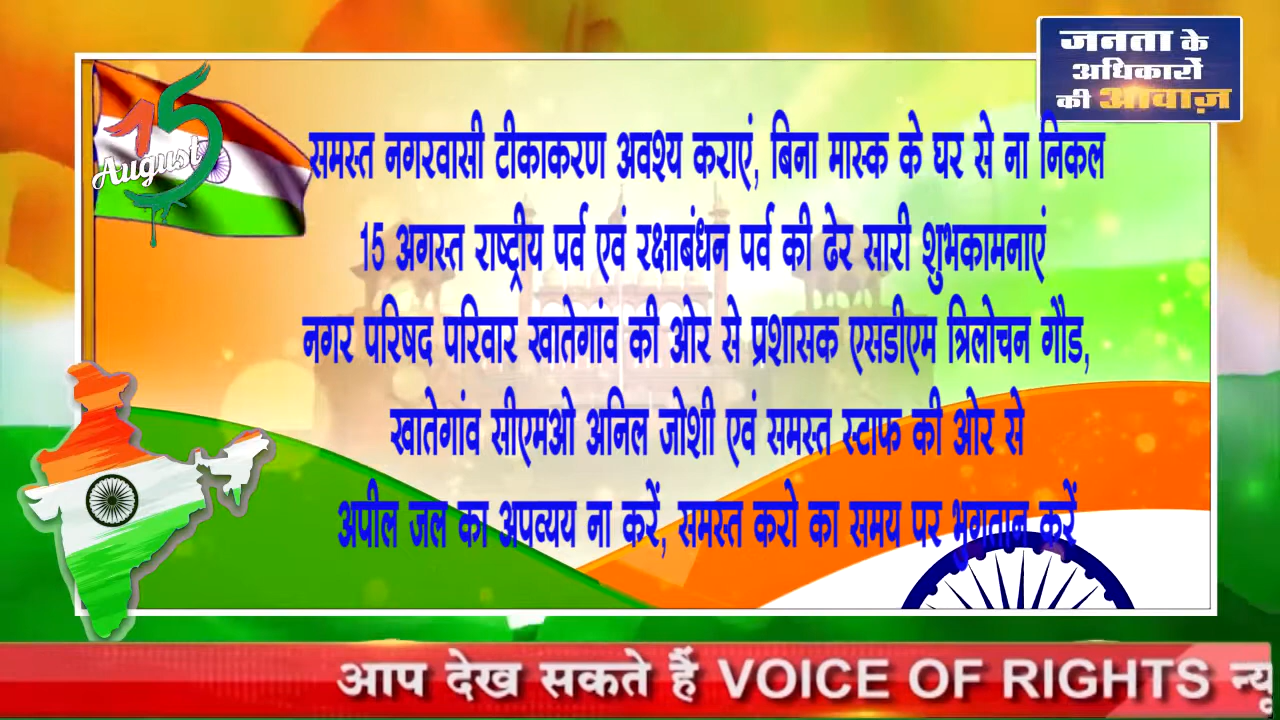 जनता के
अधिकारों
की आवाज़
15
August
समस्त नगरवासी टीकाकरण अवश्य कराएं, बिना मास्क के घर से ना निकल
15 अगस्त राष्ट्रीय पर्व एवं रक्षाबंधन पर्व की ढेर सारी शुभकामनाएं
नगर परिषद परिवार खातेगांव की ओर से प्रशासक एसडीएम त्रिलोचन गौड,
खातेगांव सीएमओ अनिल जोशी एवं समस्त स्टाफ की ओर से
अपील जल का अपव्यय ना करें, समस्त करो का समय पर भुगतान करें
आप देख सकते हैं VOICE OF RIGHTS